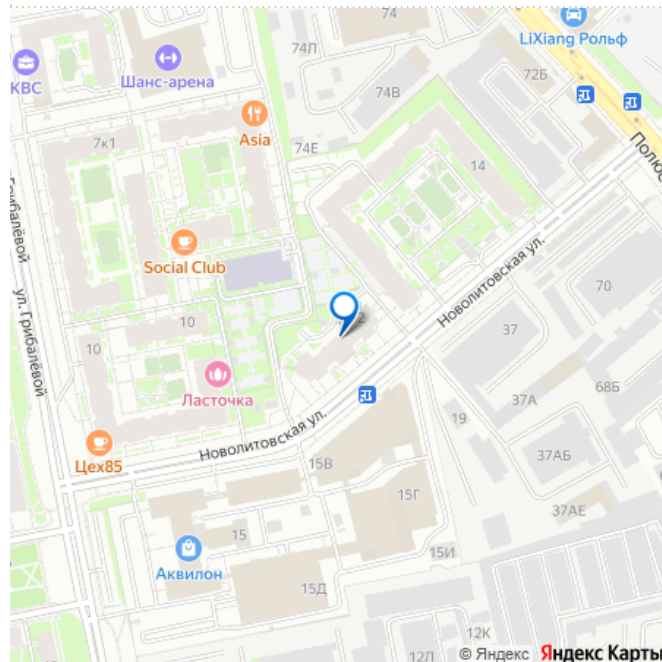 74
LiXiang Рольф
74Л
КВС
Шанс-арена
72Б
74В
Asia
7к1
74Е
14
Полюс
Грибалёвой
Social Club
Новолитовская ул.
70
ул. Грибалёвой
37
10
10
Ласточка
68Б
37А
19
Новолитовская ул.
Цех85
37АБ
15В
15Г
37АЕ
15
15И
Аквилон
15Д
12К
12Л
© Яндекс Яндекс Карты